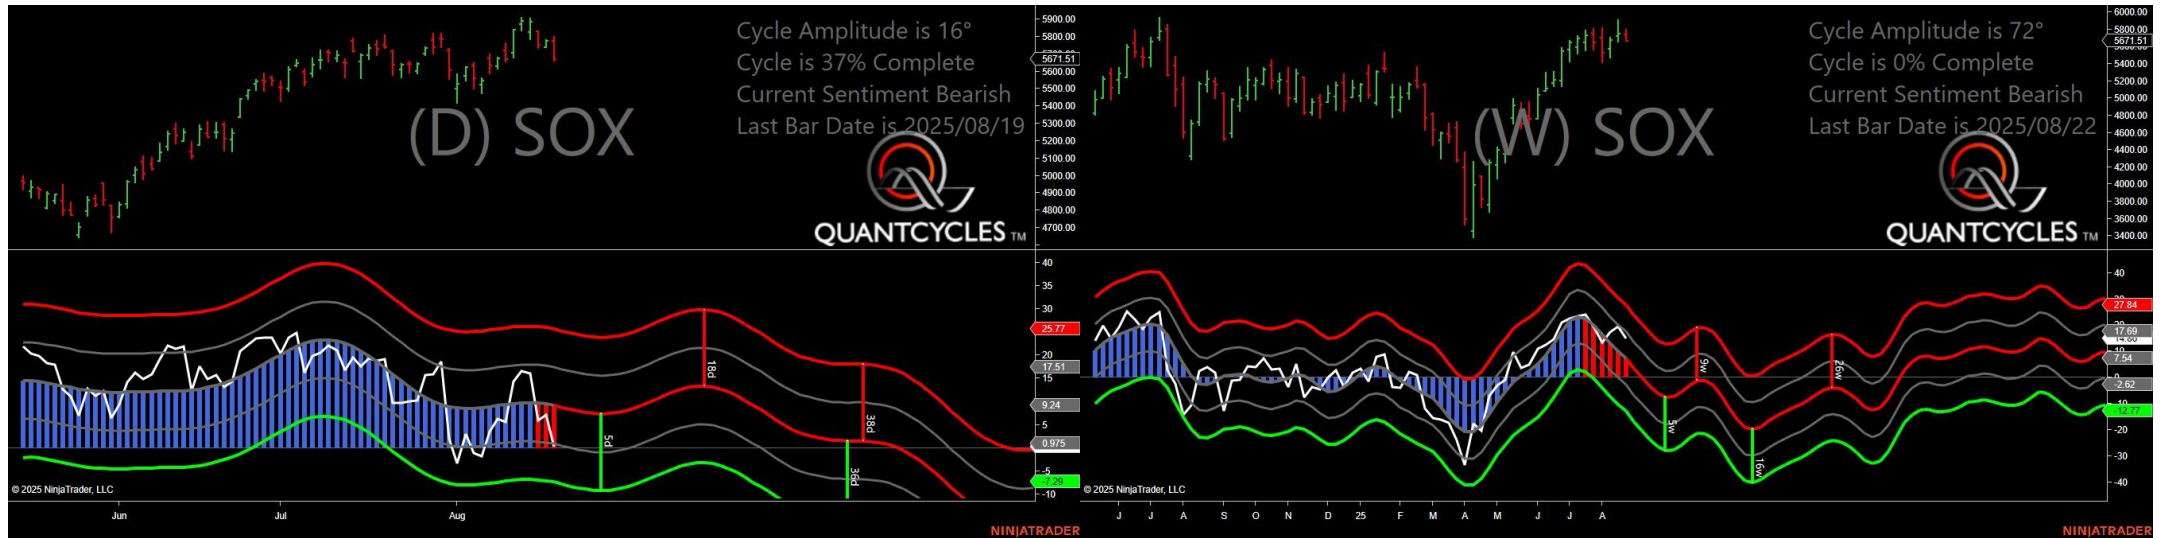 Cycle Amplitude is 16°
Cycle is 37% Complete
Current Sentiment Bearish
Last Bar Date is 2025/08/19
(D) SOX
QUANTCYCLES TM
5900.00
5800.00
5671.51
5600.00
5500.00
5400.00
5300.00
5200.00
5100.00
5000.00
4900.00
4800.00
4700.00
40
35
30
25.77
20
17.51
15
9.24
5
0.975
-5
-7.29
-10
18d
38d
5d
36d
© 2025 NinjaTrader, LLC
Jun
Jul
Aug
NINJATRADER
Cycle Amplitude is 72°
Cycle is 0% Complete
Current Sentiment Bearish
Last Bar Date is 2025/08/22
(W) SOX
QUANTCYCLES TM
6000.00
5800.00
5671.51
5400.00
5200.00
5000.00
4800.00
4600.00
4400.00
4200.00
4000.00
3800.00
3600.00
3400.00
40
27.84
17.69
14.86
7.54
0
-2.62
-12.77
-20
-30
-40
9w
26w
5w
16w
© 2025 NinjaTrader, LLC
J
J
A
S
O
N
D
25
F
M
A
M
J
J
A
NINJATRADER